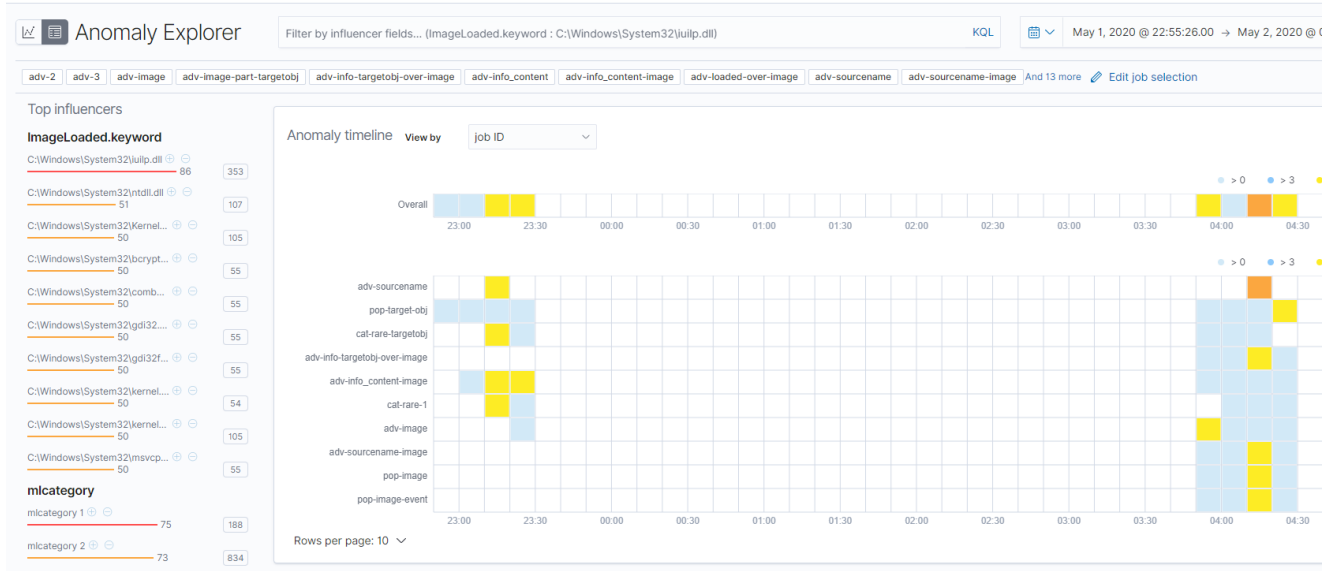 Anomaly Explorer
Filter by influencer fields... (ImageLoaded.keyword : C:\Windows\System32\iuilp.dll) KQL
May 1, 2020 @ 22:55:26.00 → May 2, 2020 @
adv-2 adv-3 adv-image adv-image-part-targetobj adv-info-targetobj-over-image adv-info_content adv-info_content-image adv-loaded-over-image adv-sourcename adv-sourcename-image And 13 more Edit job selection
Top influencers
ImageLoaded.keyword
C:\Windows\System32\iuilp.dll
86 353
C:\Windows\System32\ntdll.dll
51 107
C:\Windows\System32\Kernel...
50 105
C:\Windows\System32\bcrypt...
50 55
C:\Windows\System32\comb...
50 55
C:\Windows\System32\gdi32....
50 55
C:\Windows\System32\gdi32f...
50 55
C:\Windows\System32\kernel....
50 54
C:\Windows\System32\kernel...
50 105
C:\Windows\System32\msvcp...
50 55
mlcategory
mlcategory 1
75 188
mlcategory 2
73 834
Anomaly timeline View by job ID
> 0 > 3
Overall
23:00 23:30 00:00 00:30 01:00 01:30 02:00 02:30 03:00 03:30 04:00 04:30
> 0 > 3
adv-sourcename
pop-target-obj
cat-rare-targetobj
adv-info-targetobj-over-image
adv-info_content-image
cat-rare-1
adv-image
adv-sourcename-image
pop-image
pop-image-event
23:00 23:30 00:00 00:30 01:00 01:30 02:00 02:30 03:00 03:30 04:00 04:30
Rows per page: 10